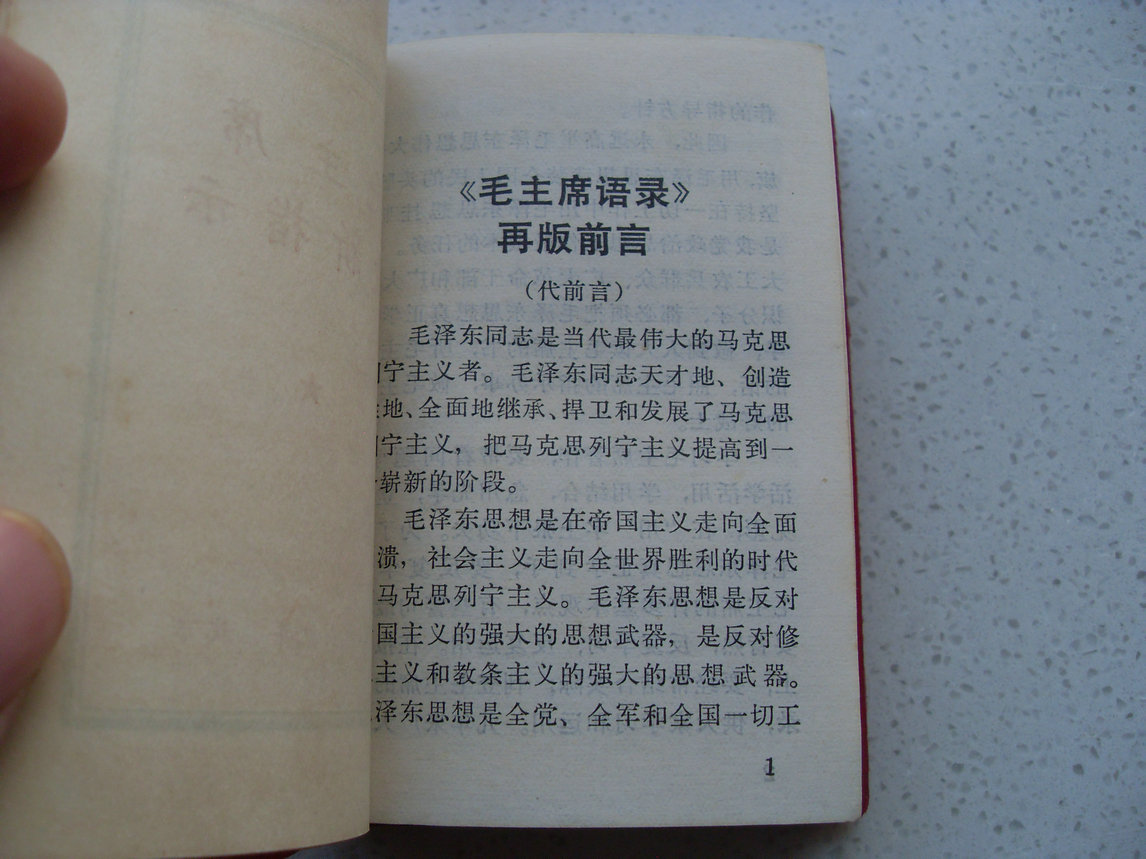 《毛主席语录》
再版前言
(代前言)
毛泽东同志是当代最伟大的马克思
宁主义者。毛泽东同志天才地、创造
地、全面地继承、捍卫和发展了马克思
宁主义，把马克思列宁主义提高到一
崭新的阶段。
毛泽东思想是在帝国主义走向全面
溃，社会主义走向全世界胜利的时代
马克思列宁主义。毛泽东思想是反对
国主义的强大的思想武器，是反对修
主义和教条主义的强大的思想武器。
泽东思想是全党、全军和全国一切工
1